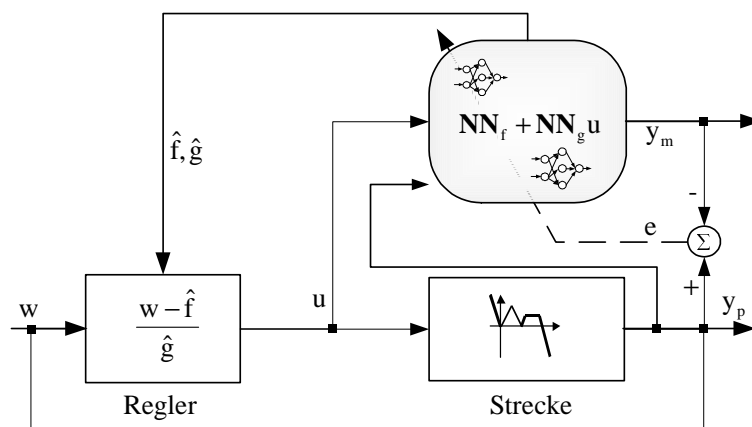 f̂, ĝ
NN_f + NN_g u
y_m
-
e
Σ
+
w
w − f̂
ĝ
u
y_p
Regler
Strecke